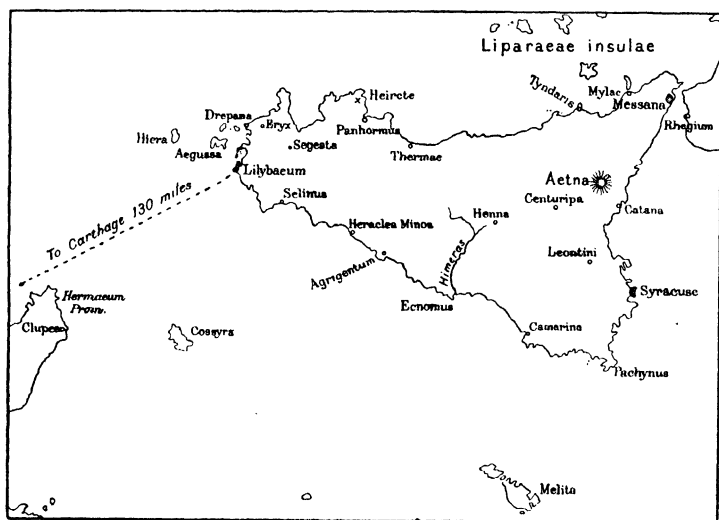 Liparaeae insulae
Heircte
Tyndaris
Mylae
Messana
Drepana
Eryx
Panhormus
Rhegium
Hiera
Segesta
Aegussa
Thermae
Lilybaeum
Aetna
To Carthage 130 miles
Selinus
Centuripa
Catana
Henna
Heraclea Minoa
Himeras
Leontini
Agrigentum
Hermaeum
Prom.
Ecnomus
Syracuse
Clupea
Cossyra
Camarina
Pachynus
Melita